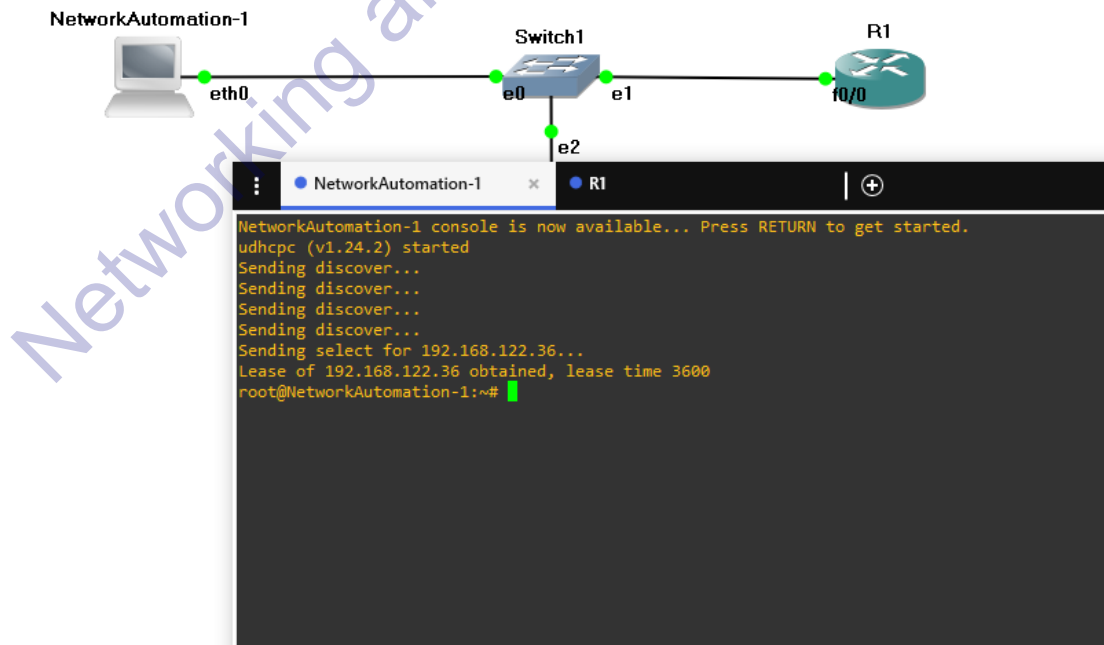 NetworkAutomation-1
Switch1
R1
eth0
e0
e1
f0/0
e2
NetworkAutomation-1 ×
R1
NetworkAutomation-1 console is now available... Press RETURN to get started.
udhcpc (v1.24.2) started
Sending discover...
Sending discover...
Sending discover...
Sending discover...
Sending select for 192.168.122.36...
Lease of 192.168.122.36 obtained, lease time 3600
root@NetworkAutomation-1:~#
Networking